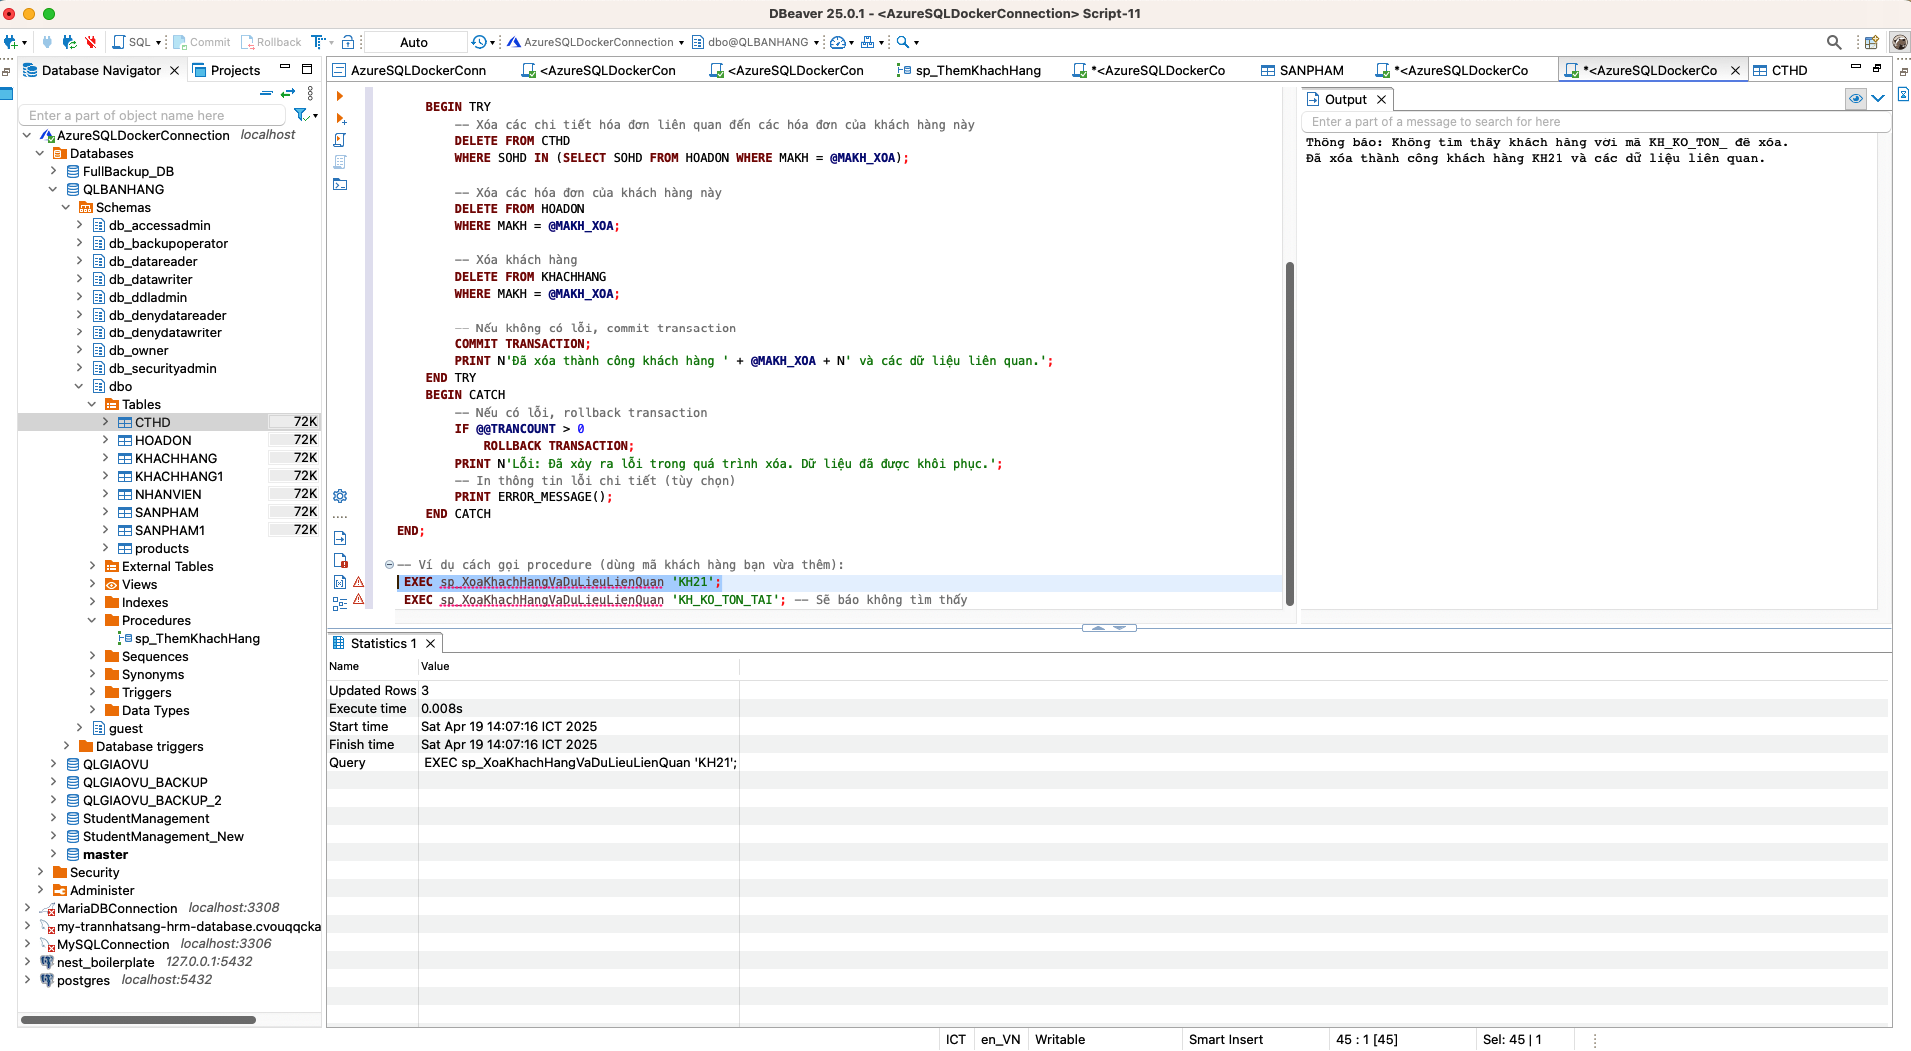 DBeaver 25.0.1 - <AzureSQLDockerConnection> Script-11
SQL Commit Rollback Auto AzureSQLDockerConnection dbo@QLBANHANG
Database Navigator Projects
Enter a part of object name here
AzureSQLDockerConnection localhost
Databases
FullBackup_DB
QLBANHANG
Schemas
db_accessadmin
db_backupoperator
db_datareader
db_datawriter
db_ddladmin
db_denydatareader
db_denydatawriter
db_owner
db_securityadmin
dbo
Tables
CTHD 72K
HOADON 72K
KHACHHANG 72K
KHACHHANG1 72K
NHANVIEN 72K
SANPHAM 72K
SANPHAM1 72K
products
External Tables
Views
Indexes
Procedures
sp_ThemKhachHang
Sequences
Synonyms
Triggers
Data Types
guest
Database triggers
QLGIAOVU
QLGIAOVU_BACKUP
QLGIAOVU_BACKUP_2
StudentManagement
StudentManagement_New
master
Security
Administer
MariaDBConnection localhost:3308
my-trannhatsang-hrm-database.cvouqqcka
MySQLConnection localhost:3306
nest_boilerplate 127.0.0.1:5432
postgres localhost:5432
AzureSQLDockerConn <AzureSQLDockerCon <AzureSQLDockerCon sp_ThemKhachHang *<AzureSQLDockerCo SANPHAM *<AzureSQLDockerCo *<AzureSQLDockerCo CTHD
BEGIN TRY
-- Xóa các chi tiết hóa đơn liên quan đến các hóa đơn của khách hàng này
DELETE FROM CTHD
WHERE SOHD IN (SELECT SOHD FROM HOADON WHERE MAKH = @MAKH_XOA);
-- Xóa các hóa đơn của khách hàng này
DELETE FROM HOADON
WHERE MAKH = @MAKH_XOA;
-- Xóa khách hàng
DELETE FROM KHACHHANG
WHERE MAKH = @MAKH_XOA;
-- Nếu không có lỗi, commit transaction
COMMIT TRANSACTION;
PRINT N'Đã xóa thành công khách hàng ' + @MAKH_XOA + N' và các dữ liệu liên quan.';
END TRY
BEGIN CATCH
-- Nếu có lỗi, rollback transaction
IF @@TRANCOUNT > 0
ROLLBACK TRANSACTION;
PRINT N'Lỗi: Đã xảy ra lỗi trong quá trình xóa. Dữ liệu đã được khôi phục.';
-- In thông tin lỗi chi tiết (tùy chọn)
PRINT ERROR_MESSAGE();
END CATCH
END;
-- Ví dụ cách gọi procedure (dùng mã khách hàng bạn vừa thêm):
EXEC sp_XoaKhachHangVaDuLieuLienQuan 'KH21';
EXEC sp_XoaKhachHangVaDuLieuLienQuan 'KH_KO_TON_TAI'; -- Sẽ báo không tìm thấy
Output
Enter a part of a message to search for here
Thông báo: Không tìm thấy khách hàng với mã KH_KO_TON_ để xóa.
Đã xóa thành công khách hàng KH21 và các dữ liệu liên quan.
Statistics 1
Name Value
Updated Rows 3
Execute time 0.008s
Start time Sat Apr 19 14:07:16 ICT 2025
Finish time Sat Apr 19 14:07:16 ICT 2025
Query EXEC sp_XoaKhachHangVaDuLieuLienQuan 'KH21';
ICT en_VN Writable Smart Insert 45 : 1 [45] Sel: 45 | 1